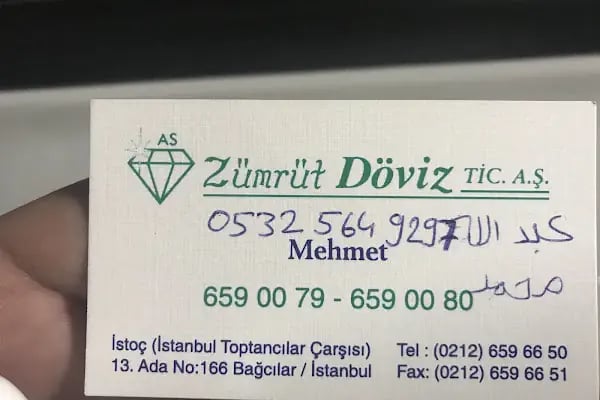 AS
Zümrüt Döviz TİC. A.Ş.
0532 564 9297 عبد الله
Mehmet
محمد
659 00 79 - 659 00 80
İstoç (İstanbul Toptancılar Çarşısı) Tel : (0212) 659 66 50
13. Ada No:166 Bağcılar / İstanbul Fax: (0212) 659 66 51